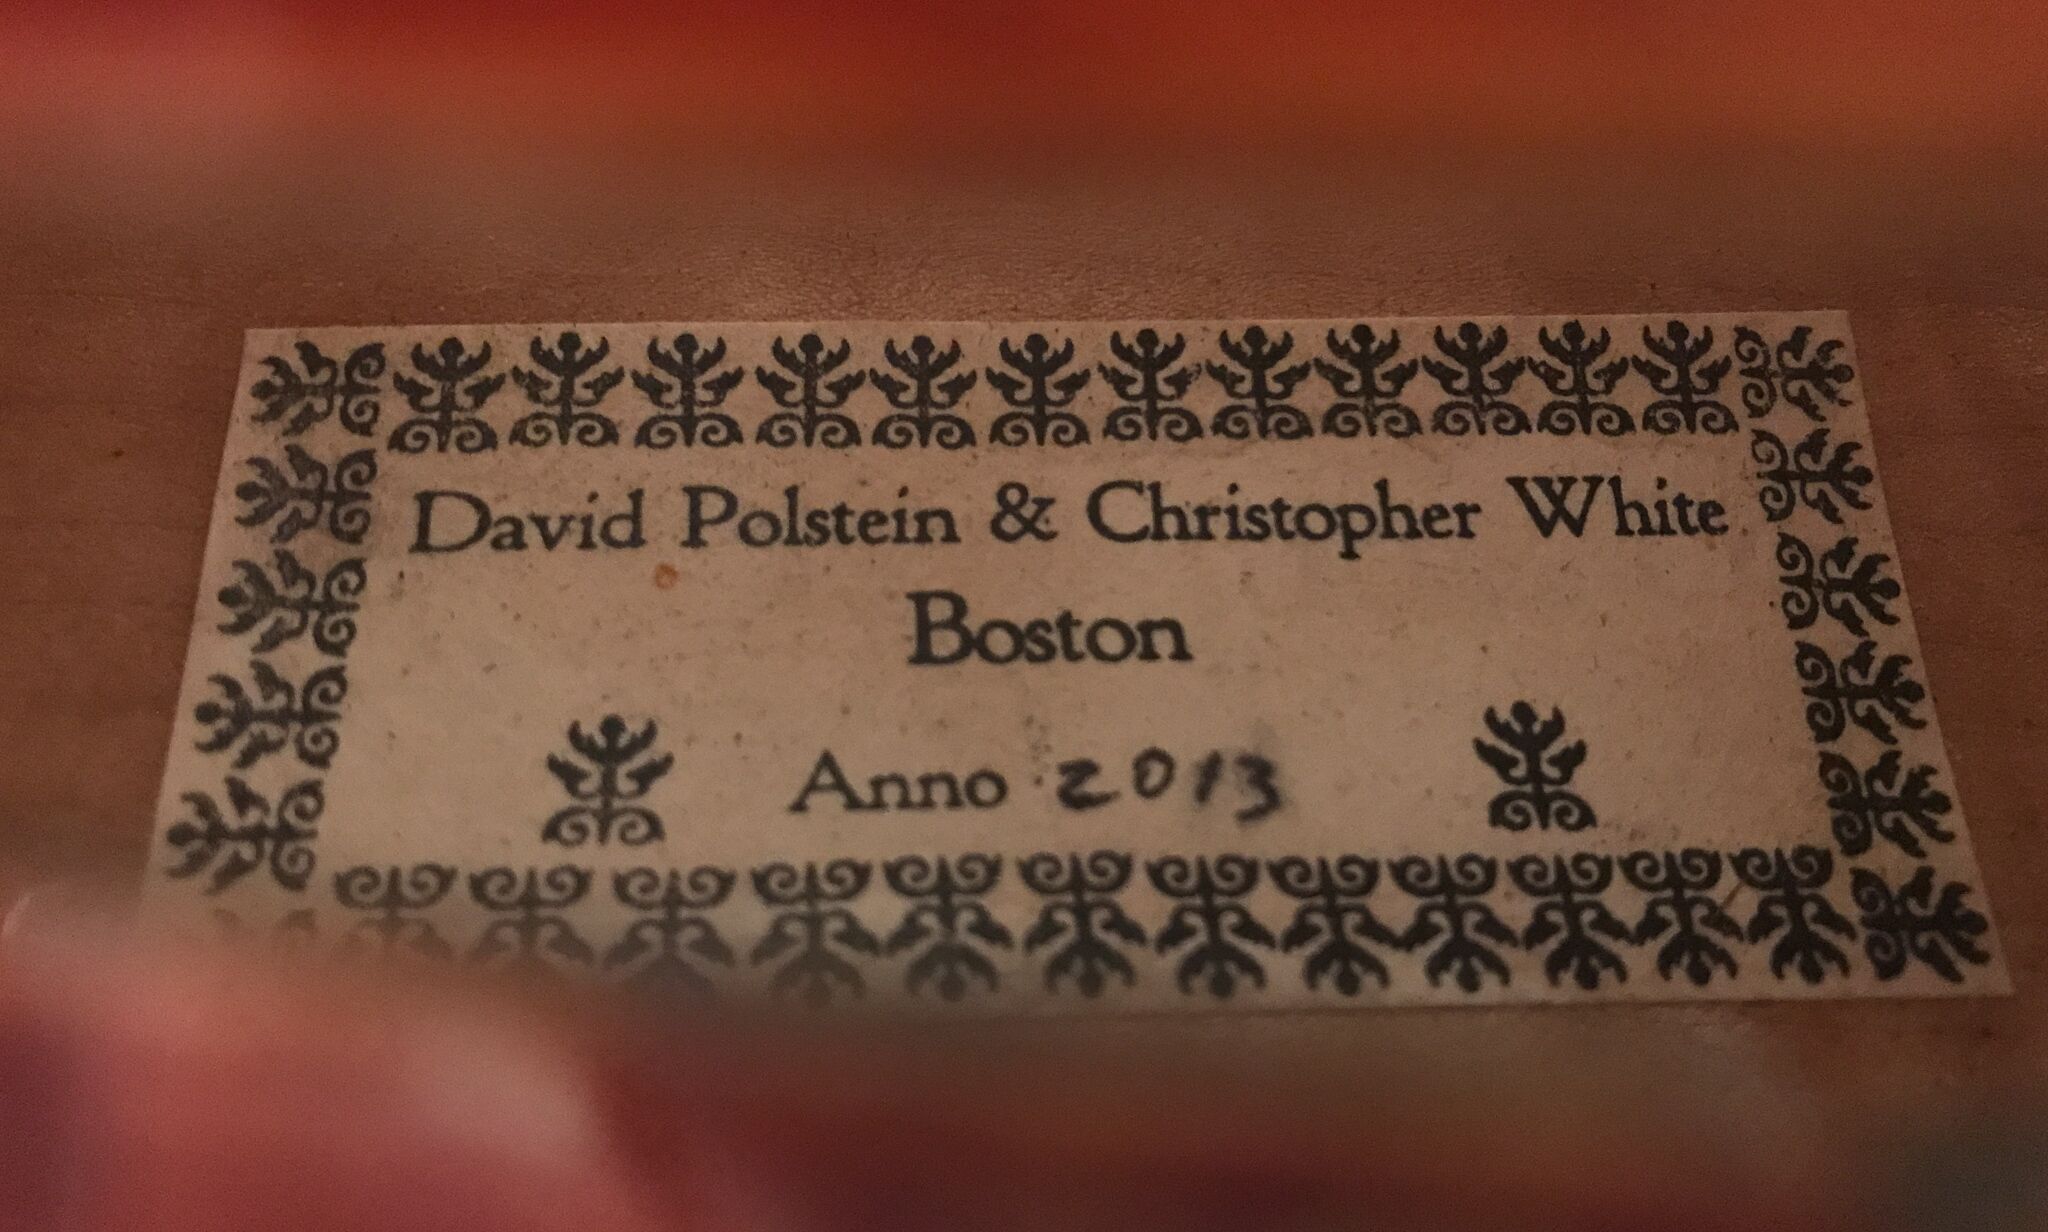 David Polstein & Christopher White
Boston
Anno 2013